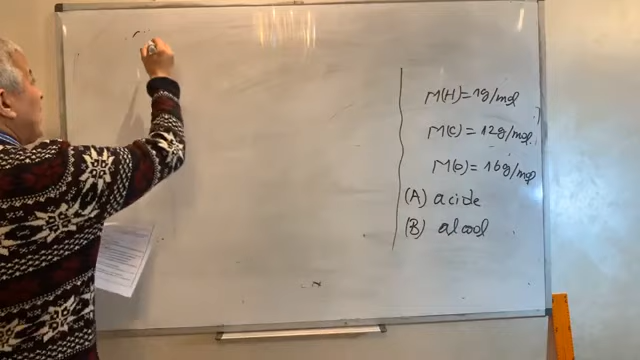 M(H)=1g/mol
M(C)=12g/mol
M(O)=16g/mol
(A) acide
(B) alcool